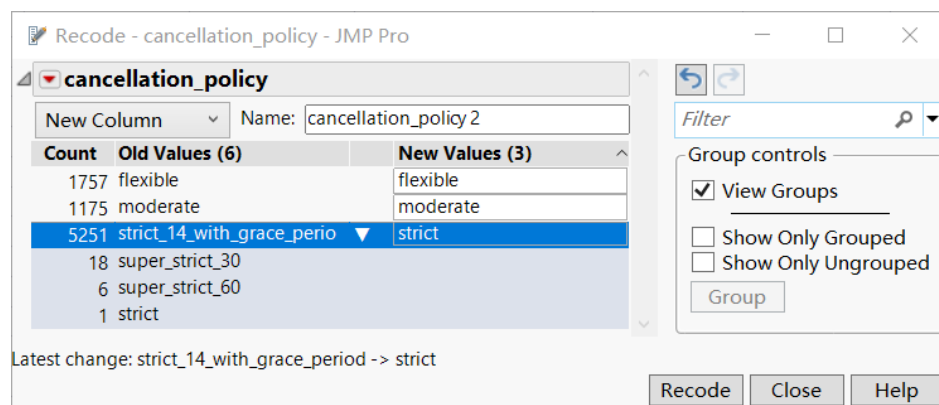 Recode - cancellation_policy - JMP Pro
cancellation_policy
New Column Name: cancellation_policy 2
Filter
Count Old Values (6) New Values (3)
Group controls
1757 flexible flexible
View Groups
1175 moderate moderate
5251 strict_14_with_grace_perio strict
Show Only Grouped
18 super_strict_30
Show Only Ungrouped
6 super_strict_60
Group
1 strict
Latest change: strict_14_with_grace_period -> strict
Recode Close Help